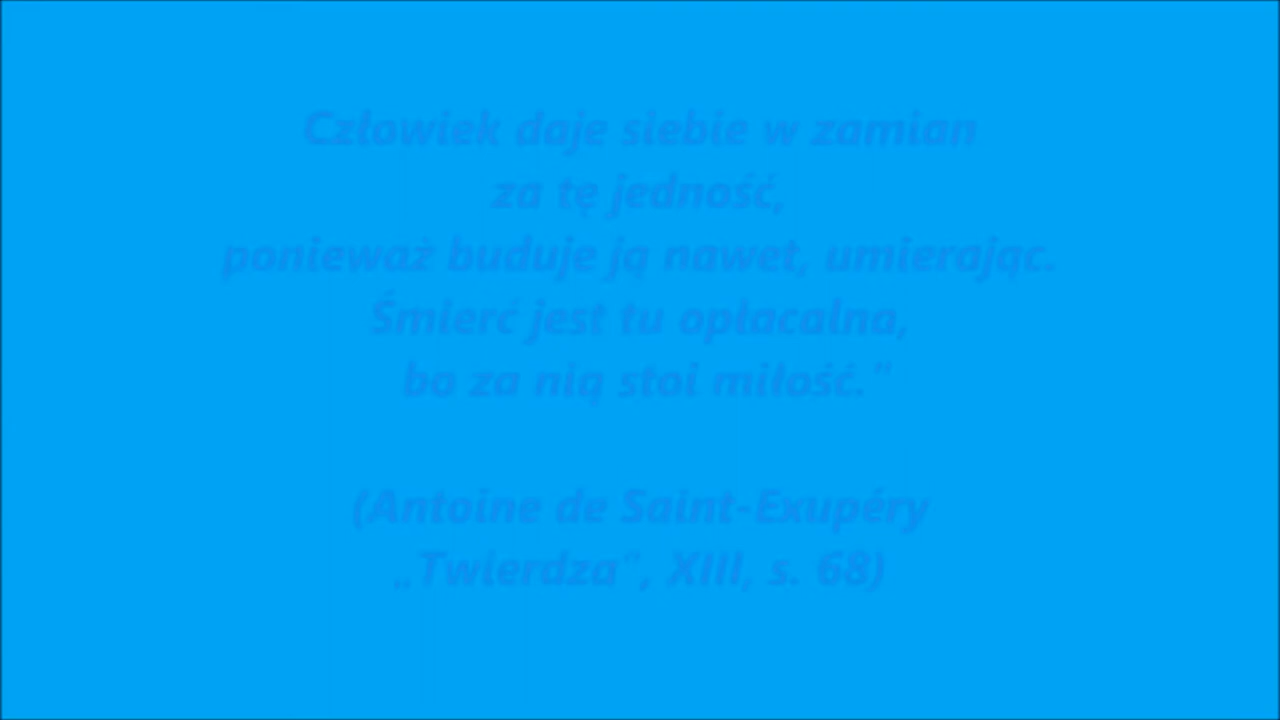 Człowiek daje siebie w zamian
za tę jedność,
ponieważ buduje ją nawet, umierając.
Śmierć jest tu opłacalna,
bo za nią stoi miłość."
(Antoine de Saint-Exupéry
„Twierdza”, XIII, s. 68)